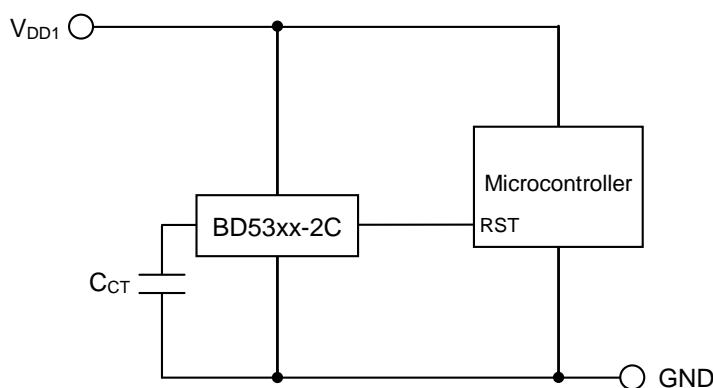 VDD1
Microcontroller
BD53xx-2C
RST
CCT
GND